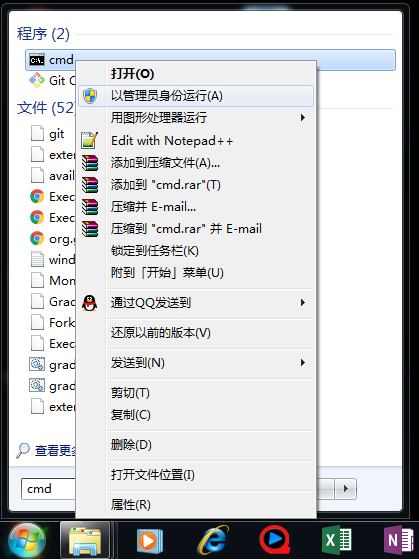 程序 (2)
cmd
Git C
文件 (52)
git
exter
avail
Exec
Exec
org.g
wind
Mon
Grad
Fork
Exec
grad
grad
exter
查看更多
cmd
打开(O)
以管理员身份运行(A)
用图形处理器运行
Edit with Notepad++
添加到压缩文件(A)...
添加到 "cmd.rar"(T)
压缩并 E-mail...
压缩到 "cmd.rar" 并 E-mail
锁定到任务栏(K)
附到「开始」菜单(U)
通过QQ发送到
还原以前的版本(V)
发送到(N)
剪切(T)
复制(C)
删除(D)
打开文件位置(I)
属性(R)